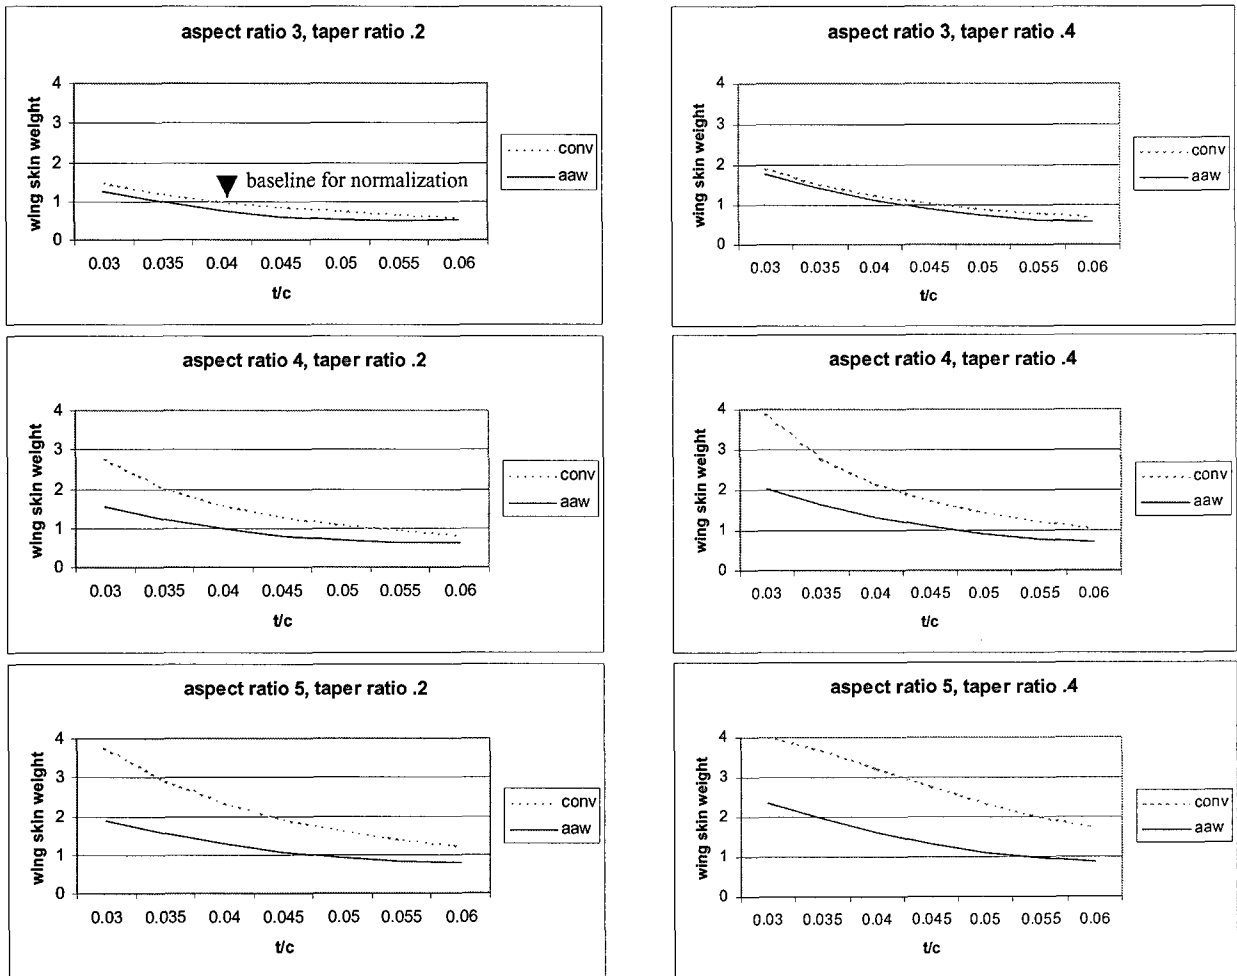 aspect ratio 3, taper ratio .2
wing skin weight
4
3
2
1
0
baseline for normalization
0.03 0.035 0.04 0.045 0.05 0.055 0.06
t/c
conv
aaw
aspect ratio 3, taper ratio .4
wing skin weight
4
3
2
1
0
0.03 0.035 0.04 0.045 0.05 0.055 0.06
t/c
conv
aaw
aspect ratio 4, taper ratio .2
wing skin weight
4
3
2
1
0
0.03 0.035 0.04 0.045 0.05 0.055 0.06
t/c
conv
aaw
aspect ratio 4, taper ratio .4
wing skin weight
4
3
2
1
0
0.03 0.035 0.04 0.045 0.05 0.055 0.06
t/c
conv
aaw
aspect ratio 5, taper ratio .2
wing skin weight
4
3
2
1
0
0.03 0.035 0.04 0.045 0.05 0.055 0.06
t/c
conv
aaw
aspect ratio 5, taper ratio .4
wing skin weight
4
3
2
1
0
0.03 0.035 0.04 0.045 0.05 0.055 0.06
t/c
conv
aaw